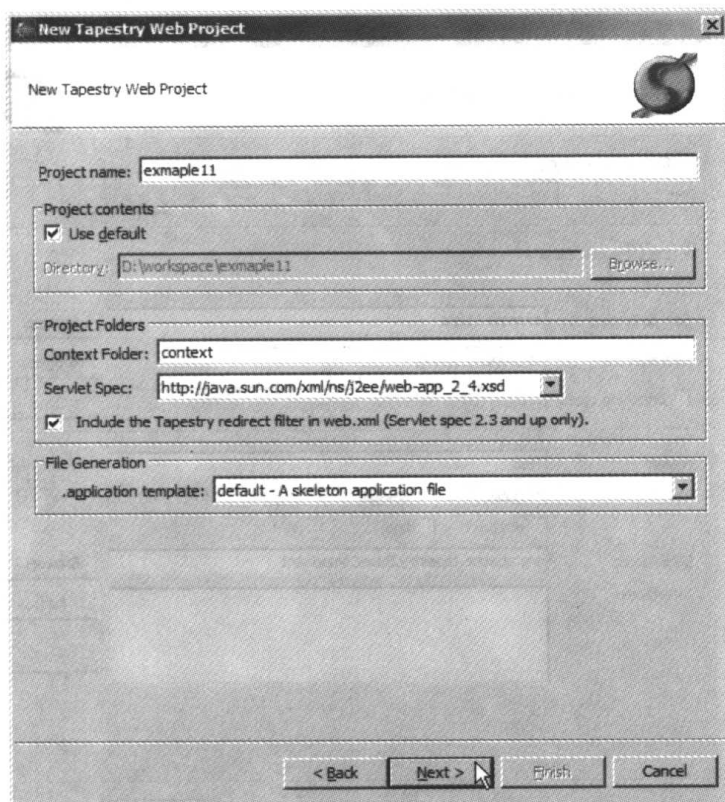 New Tapestry Web Project
New Tapestry Web Project
Project name: exmaple11
Project contents
Use default
Directory: D:\workspace\exmaple11 Browse...
Project Folders
Context Folder: context
Servlet Spec: http://java.sun.com/xml/ns/j2ee/web-app_2_4.xsd
Include the Tapestry redirect filter in web.xml (Servlet spec 2.3 and up only).
File Generation
.application template: default - A skeleton application file
< Back Next > Finish Cancel